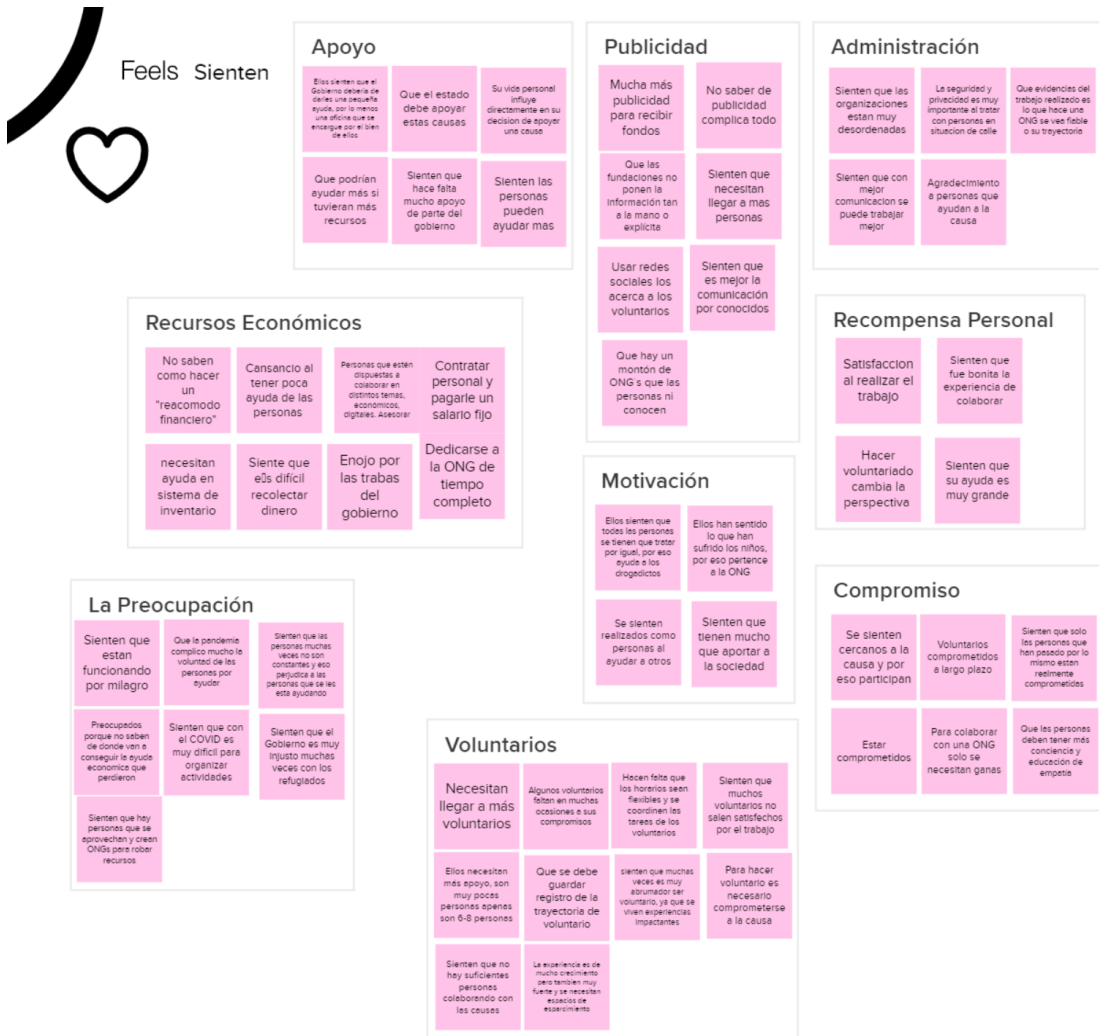 Feels Sienten
Apoyo
Ellos sienten que el
Gobierno debería de
darles una pequeña
ayuda, por lo menos
una oficina que se
encargue por el bien
de ellos
Que el estado
debe apoyar
estas causas
Su vida personal
influye
directamente en su
decision de apoyar
una causa
Que podrían
ayudar más si
tuvieran más
recursos
Sienten que
hace falta
mucho apoyo
de parte del
gobierno
Sienten las
personas
pueden
ayudar mas
Publicidad
Mucha más
publicidad
para recibir
fondos
No saber de
publicidad
complica todo
Que las
fundaciones no
ponen la
información tan
a la mano o
explícita
Sienten que
necesitan
llegar a mas
personas
Usar redes
sociales los
acerca a los
voluntarios
Sienten que
es mejor la
comunicación
por conocidos
Que hay un
montón de
ONG´s que las
personas ni
conocen
Administración
Sienten que las
organizaciones
estan muy
desordenadas
La seguridad y
privacidad es muy
importante al tratar
con personas en
situacion de calle
Que evidencias del
trabajo realizado es
lo que hace una
ONG se vea fiable
o su trayectoria
Sienten que con
mejor
comunicacion se
puede trabajar
mejor
Agradecimiento
a personas que
ayudan a la
causa
Recursos Económicos
No saben
como hacer
un
"reacomodo
financiero"
Cansancio al
tener poca
ayuda de las
personas
Personas que estén
dispuestas a
colaborar en
distintos temas,
económicos,
digitales. Asesorar
Contratar
personal y
pagarle un
salario fijo
necesitan
ayuda en
sistema de
inventario
Siente que
es difícil
recolectar
dinero
Enojo por
las trabas
del
gobierno
Dedicarse a
la ONG de
tiempo
completo
Recompensa Personal
Satisfaccion
al realizar el
trabajo
Sienten que
fue bonita la
experiencia de
colaborar
Hacer
voluntariado
cambia la
perspectiva
Sienten que
su ayuda es
muy grande
Motivación
Ellos sienten que
todas las personas
se tienen que tratar
por igual, por eso
ayuda a los
drogadictos
Ellos han sentido
lo que han
sufrido los niños,
por eso pertence
a la ONG
Se sienten
realizados como
personas al
ayudar a otros
Sienten que
tienen mucho
que aportar a
la sociedad
La Preocupación
Sienten que
estan
funcionando
por milagro
Que la pandemia
complico mucho la
voluntad de las
personas por
ayudar
Sienten que las
personas muchas
veces no son
constantes y eso
perjudica a las
personas que se les
esta ayudando
Preocupados
porque no saben
de donde van a
conseguir la ayuda
economica que
perdieron
Sienten que con
el COVID es
muy dificil para
organizar
actividades
Sienten que el
Gobierno es muy
injusto muchas
veces con los
refugiados
Sienten que hay
personas que se
aprovechan y crean
ONGs para robar
recursos
Compromiso
Se sienten
cercanos a la
causa y por
eso participan
Voluntarios
comprometidos
a largo plazo
Sienten que solo
las personas que
han pasado por lo
mismo estan
realmente
comprometidas
Estar
comprometidos
Para colaborar
con una ONG
solo se
necesitan ganas
Que las personas
deben tener más
conciencia y
educación de
empatía
Voluntarios
Necesitan
llegar a más
voluntarios
Algunos voluntarios
faltan en muchas
ocasiones a sus
compromisos
Hacen falta que
los horarios sean
flexibles y se
coordinen las
tareas de los
voluntarios
Sienten que
muchos
voluntarios no
salen satisfechos
por el trabajo
Ellos necesitan
más apoyo, son
muy pocas
personas apenas
son 6-8 personas
Que se debe
guardar
registro de la
trayectoria de
voluntario
sienten que muchas
veces es muy
abrumador ser
voluntario, ya que se
viven experiencias
impactantes
Para hacer
voluntario es
necesario
comprometerse
a la causa
Sienten que no
hay suficientes
personas
colaborando con
las causas
La experiencia es de
mucho crecimiento
pero tambien muy
fuerte y se necesitan
espacios de
esparcimiento